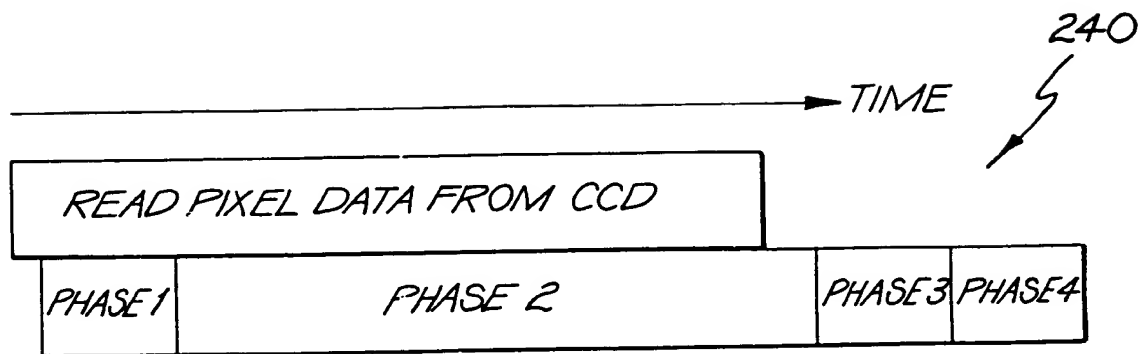 240
TIME
READ PIXEL DATA FROM CCD
PHASE 1 PHASE 2 PHASE 3 PHASE 4